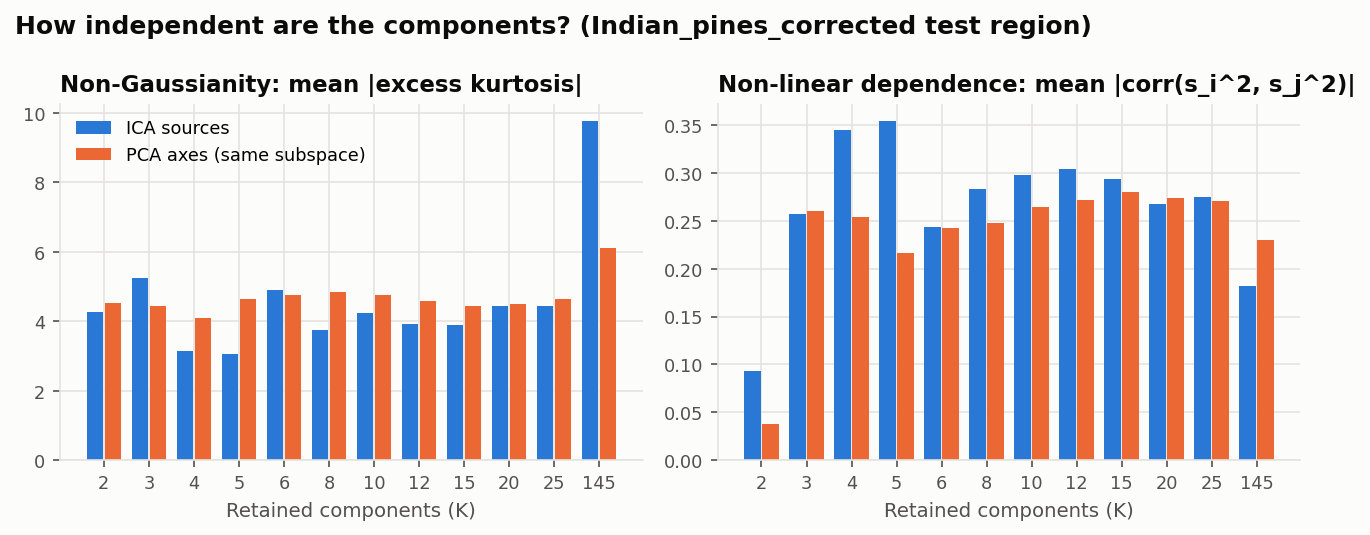 How independent are the components? (Indian_pines_corrected test region)
Non-Gaussianity: mean |excess kurtosis|
ICA sources
PCA axes (same subspace)
10
8
6
4
2
0
2 3 4 5 6 8 10 12 15 20 25 145
Retained components (K)
Non-linear dependence: mean |corr(s_i^2, s_j^2)|
0.35
0.30
0.25
0.20
0.15
0.10
0.05
0.00
2 3 4 5 6 8 10 12 15 20 25 145
Retained components (K)